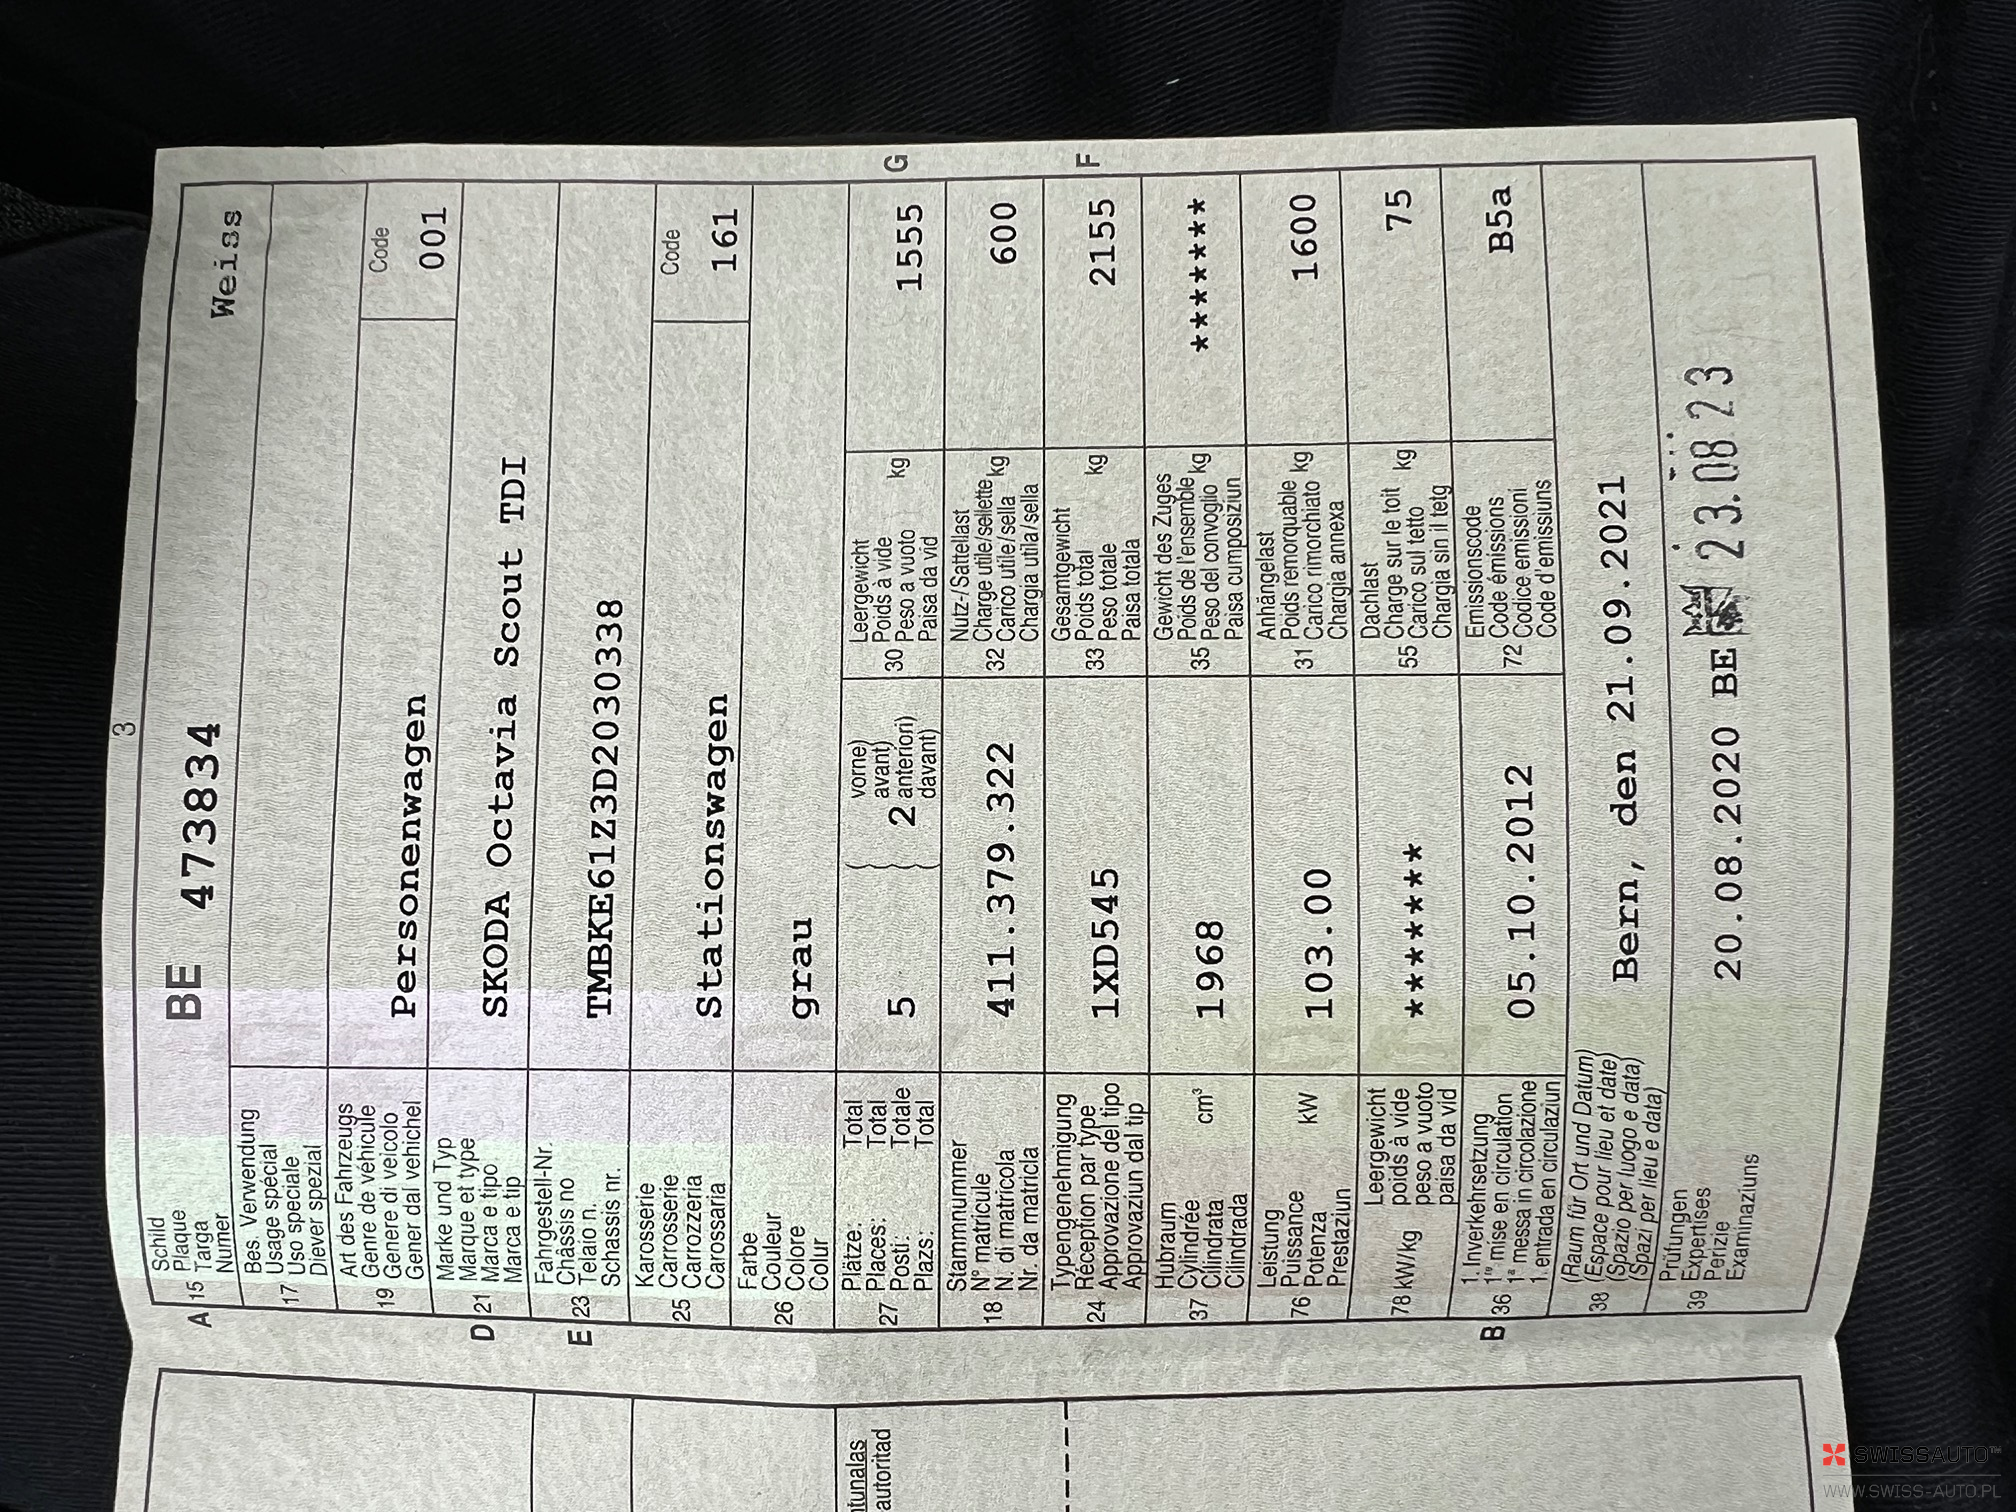 3
A 15 Schild
Plaque
Targa
Numer
BE 473834 Weiss
17 Bes. Verwendung
Usage spécial
Uso speciale
Diever spezial
19 Art des Fahrzeugs
Genre de véhicule
Genere di veicolo
Gener dal vehichel
Personenwagen
Code
001
D 21 Marke und Typ
Marque et type
Marca e tipo
Marca e tip
SKODA Octavia Scout TDI
E 23 Fahrgestell-Nr.
Châssis no
Telaio n.
Schassis nr.
TMBKE61Z3D2030338
25 Karosserie
Carrosserie
Carrozzeria
Carossaria
Stationswagen
Code
161
26 Farbe
Couleur
Colore
Colur
grau
27 Plätze: Total
Places: Total
Posti: Totale
Plazs: Total
5
2
vorne)
avant)
anteriori)
davant)
30 Leergewicht
Poids à vide
Peso a vuoto kg
Paisa da vid
1555
G
18 Stammnummer
N° matricule
N. di matricola
Nr. da matricla
411.379.322
32 Nutz-/Sattellast
Charge utile/sellette
Carico utile/sella kg
Chargia utila/sella
600
24 Typengenehmigung
Réception par type
Approvazione del tipo
Approvaziun dal tip
1XD545
33 Gesamtgewicht
Poids total
Peso totale kg
Paisa totala
2155
F
37 Hubraum
Cylindrée
Cilindrata cm³
Cilindrada
1968
35 Gewicht des Zuges
Poids de l'ensemble
Peso del convoglio kg
Paisa cumposiziun
*******
76 Leistung
Puissance
Potenza kW
Prestaziun
103.00
31 Anhängelast
Poids remorquable
Carico rimorchiato kg
Chargia annexa
1600
78 kW/kg Leergewicht
poids à vide
peso a vuoto
paisa da vid
*******
55 Dachlast
Charge sur le toit
Carico sul tetto kg
Chargia sin il tetg
75
B 36 1. Inverkehrsetzung
1re mise en circulation
1a messa in circolazione
1. entrada en circulaziun
05.10.2012
72 Emissionscode
Code émissions
Codice emissioni
Code d'emissiuns
B5a
38 (Raum für Ort und Datum)
(Espace pour lieu et date)
(Spazio per luogo e data)
(Spazi per lieu e data)
Bern, den 21.09.2021
39 Prüfungen
Expertises
Perizie
Examinaziuns
20.08.2020 BE 23.08 23
tunalas
autoritad
SWISSAUTO™
WWW.SWISS-AUTO.PL